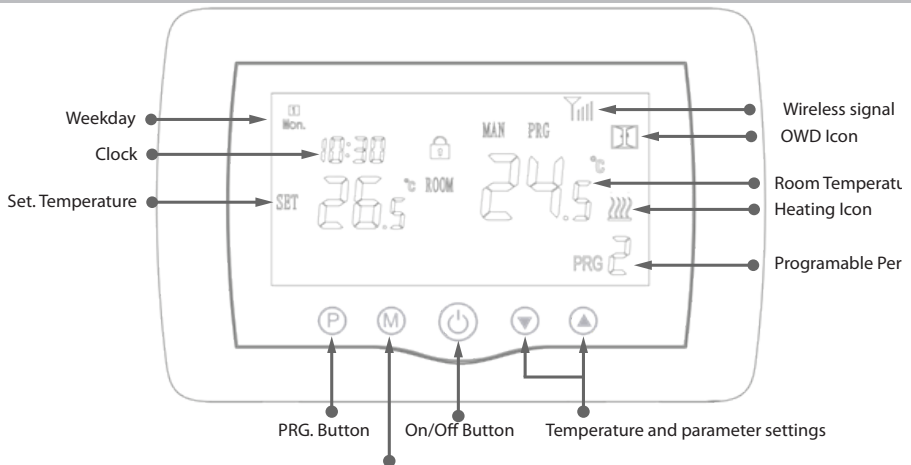 Weekday
Clock
Set. Temperature
1
Mon.
10:30
SET 26.5 °C
ROOM
MAN PRG
24.5 °C
PRG 2
Wireless signal
OWD Icon
Room Temperatu
Heating Icon
Programable Per
P M
PRG. Button
On/Off Button
Temperature and parameter settings